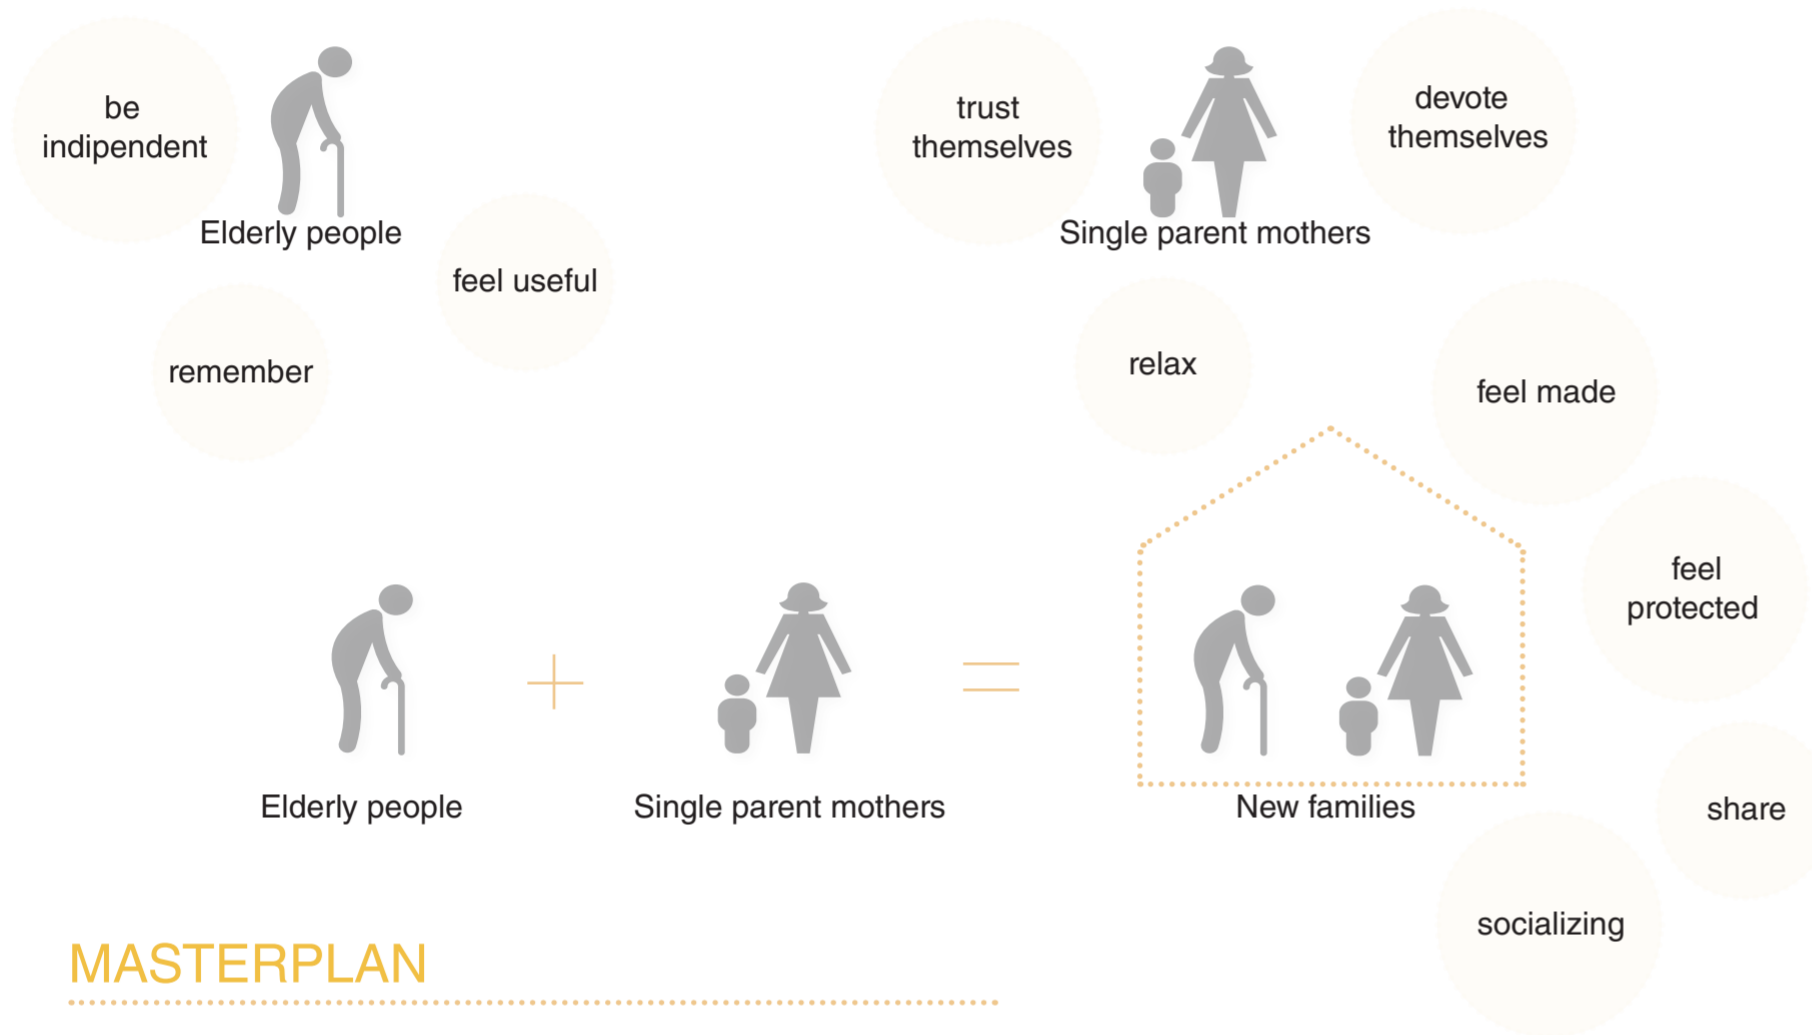 be
indipendent
Elderly people
feel useful
remember
trust
themselves
devote
themselves
Single parent mothers
relax
feel made
feel
protected
share
socializing
Elderly people
Single parent mothers
New families
MASTERPLAN